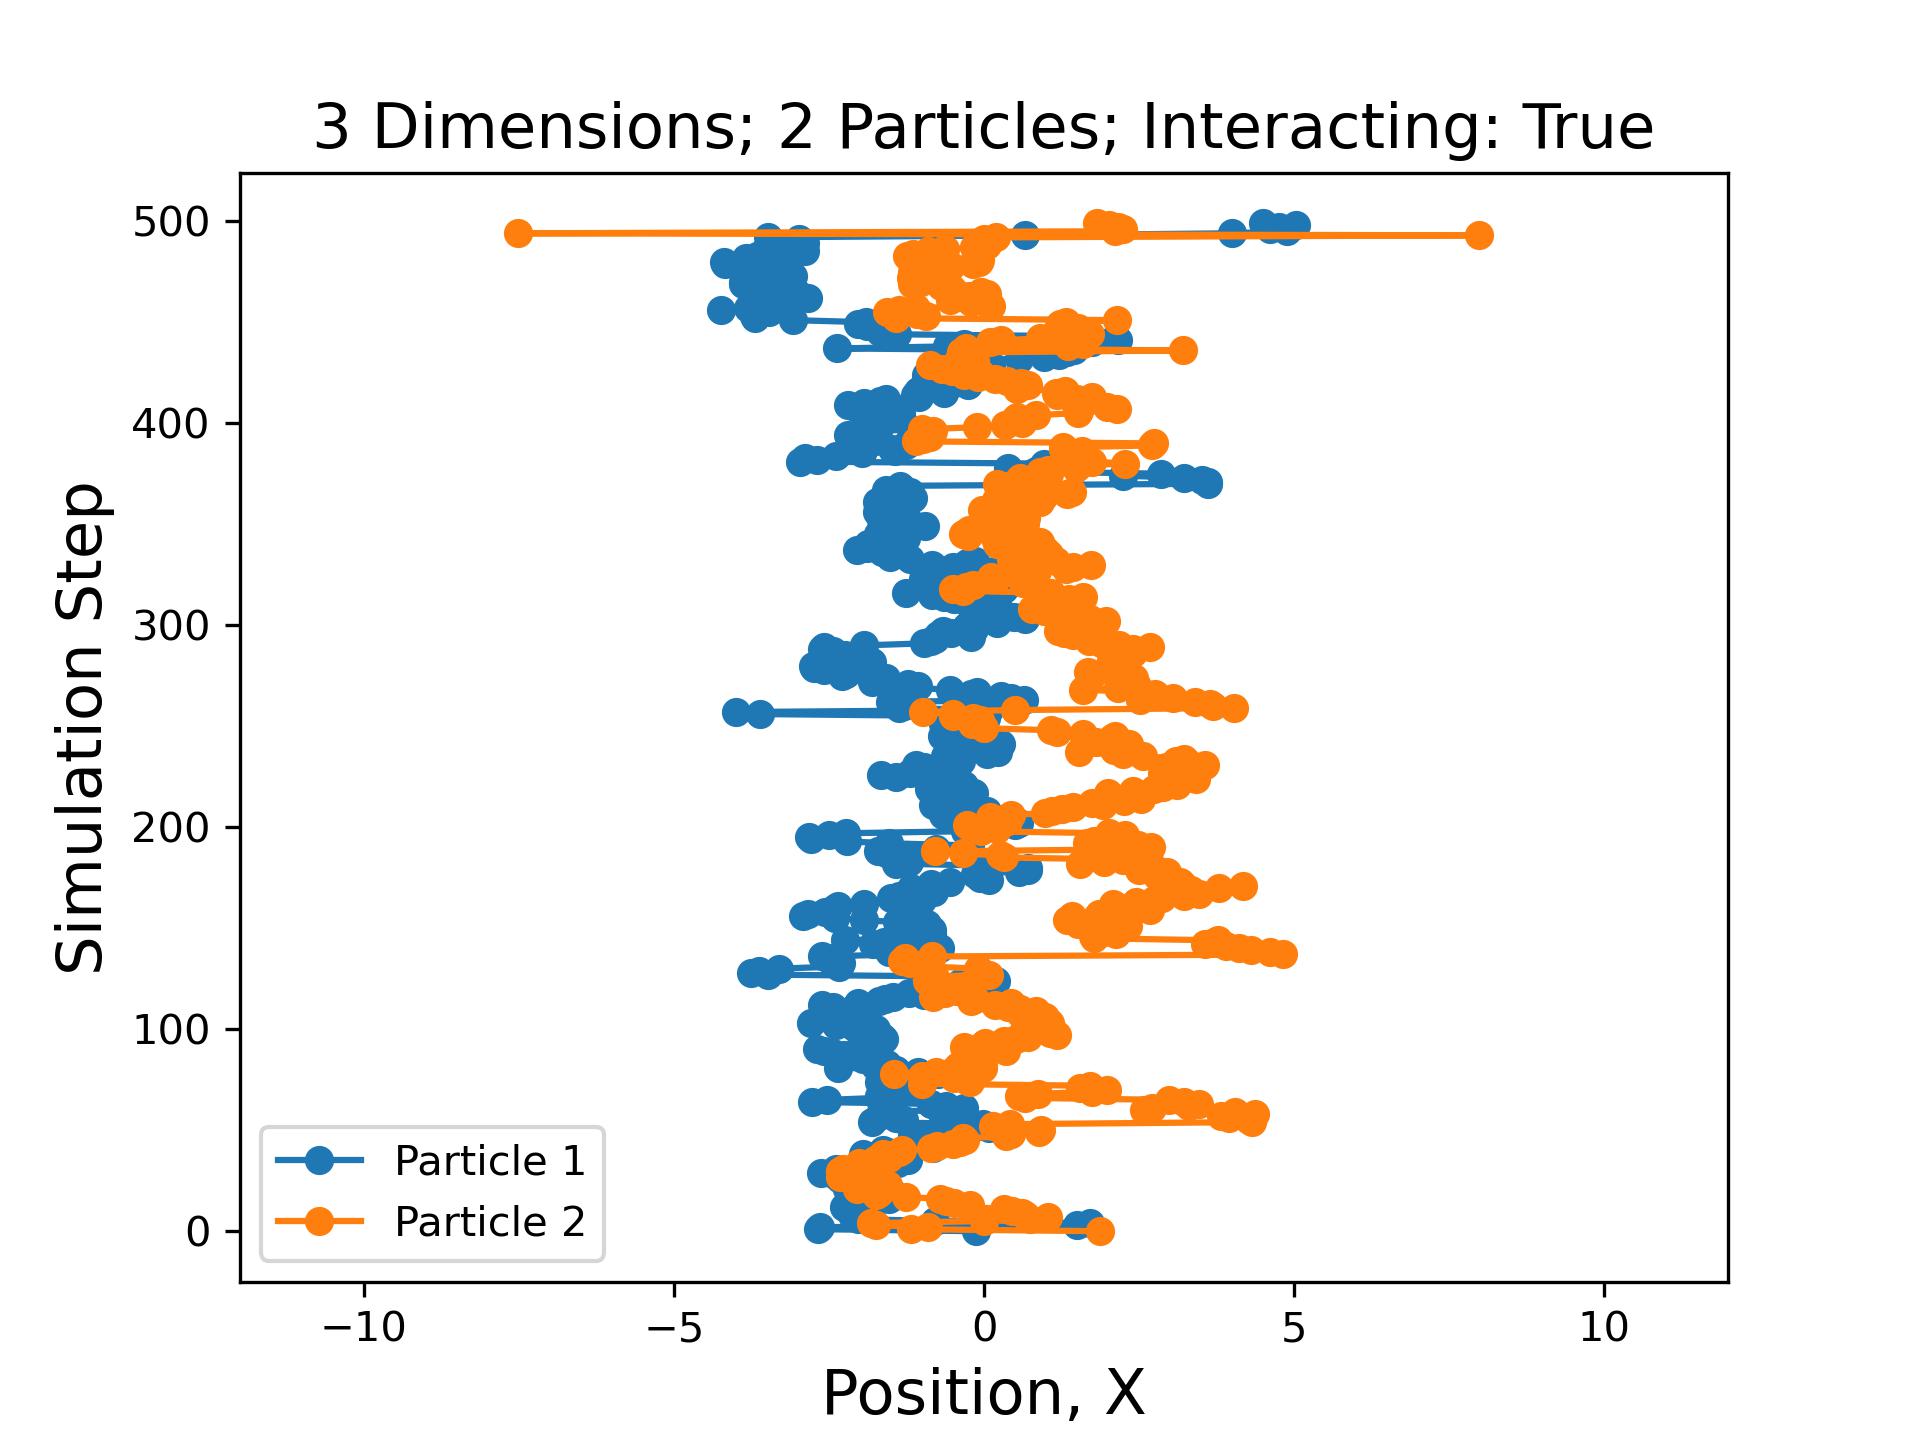 3 Dimensions; 2 Particles; Interacting: True
500
400
300
200
100
0
Simulation Step
Particle 1
Particle 2
−10
−5
0
5
10
Position, X